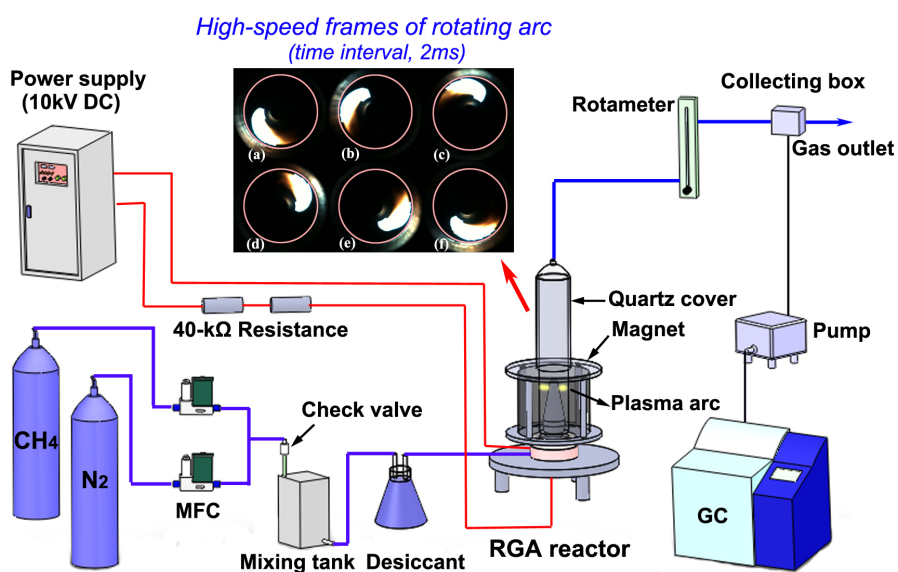 High-speed frames of rotating arc
(time interval, 2ms)
Power supply
(10kV DC)
(a)
(b)
(c)
(d)
(e)
(f)
Rotameter
Collecting box
Gas outlet
Quartz cover
Magnet
Pump
40-kΩ Resistance
Plasma arc
Check valve
CH4
N2
MFC
GC
Mixing tank
Desiccant
RGA reactor